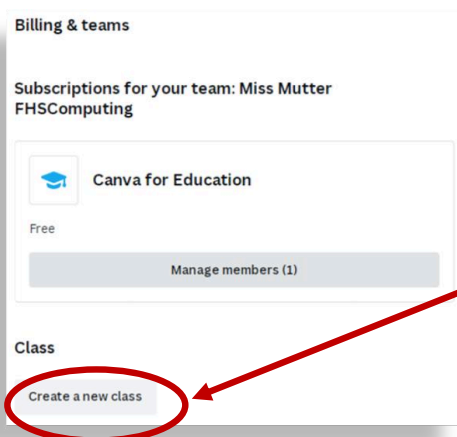 Billing & teams
Subscriptions for your team: Miss Mutter
FHSComputing
Canva for Education
Free
Manage members (1)
Class
Create a new class